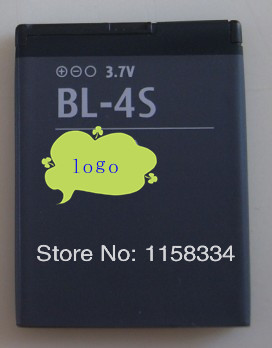 ⊕⊖○ 3.7V
BL-4S
logo
Store No: 1158334